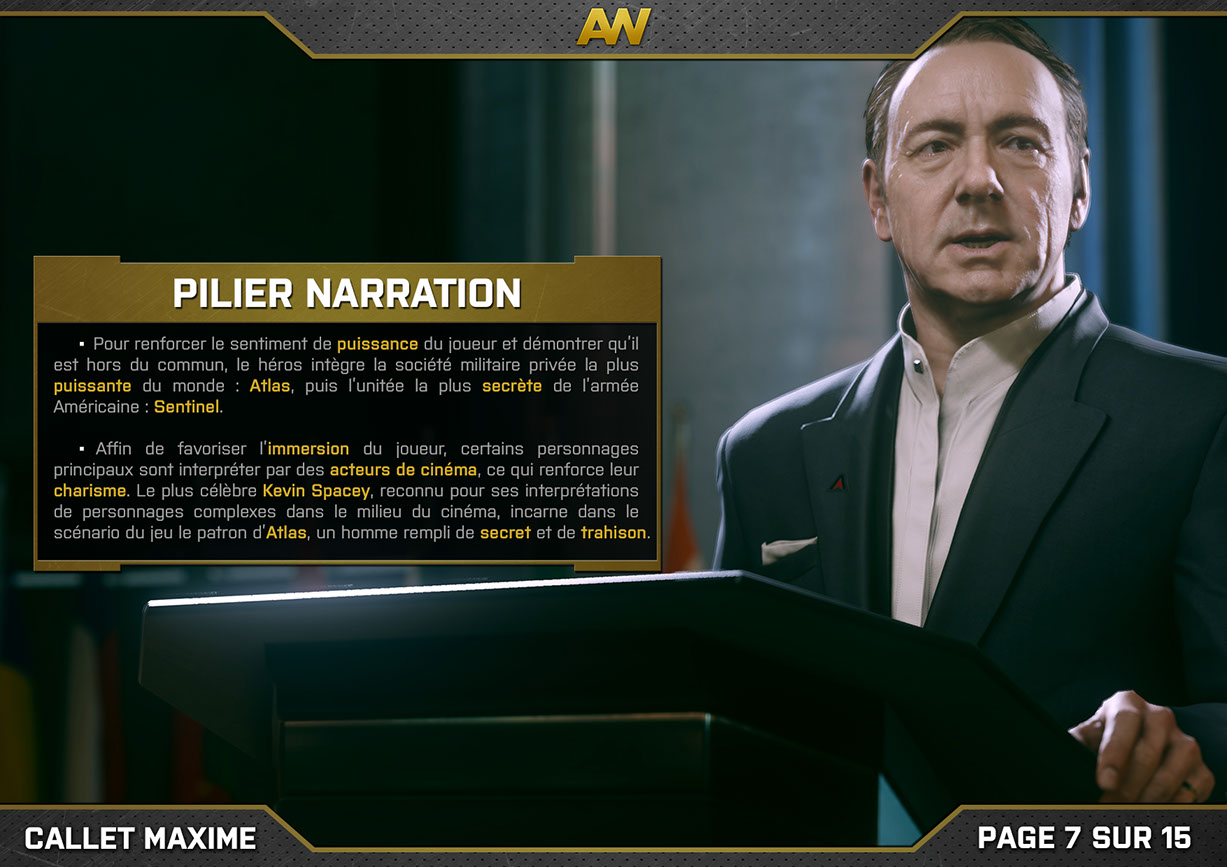 AW
PILIER NARRATION
▪ Pour renforcer le sentiment de puissance du joueur et démontrer qu'il
est hors du commun, le héros intègre la société militaire privée la plus
puissante du monde : Atlas, puis l'unitée la plus secrète de l'armée
Américaine : Sentinel.
▪ Affin de favoriser l'immersion du joueur, certains personnages
principaux sont interpréter par des acteurs de cinéma, ce qui renforce leur
charisme. Le plus célèbre Kevin Spacey, reconnu pour ses interprétations
de personnages complexes dans le milieu du cinéma, incarne dans le
scénario du jeu le patron d'Atlas, un homme rempli de secret et de trahison.
CALLET MAXIME
PAGE 7 SUR 15